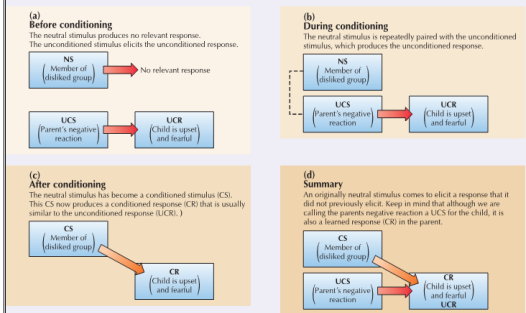 (a)
Before conditioning
The neutral stimulus produces no relevant response.
The unconditioned stimulus elicits the unconditioned response.
NS
(Member of
disliked group)
No relevant response
UCS
(Parent's negative
reaction)
UCR
(Child is upset
and fearful)
(b)
During conditioning
The neutral stimulus is repeatedly paired with the unconditioned
stimulus, which produces the unconditioned response.
NS
(Member of
disliked group)
UCS
(Parent's negative
reaction)
UCR
(Child is upset
and fearful)
(c)
After conditioning
The neutral stimulus has become a conditioned stimulus (CS).
This CS now produces a conditioned response (CR) that is usually
similar to the unconditioned response (UCR). )
CS
(Member of
disliked group)
CR
(Child is upset
and fearful)
(d)
Summary
An originally neutral stimulus comes to elicit a response that it
did not previously elicit. Keep in mind that although we are
calling the parents negative reaction a UCS for the child, it is
also a learned response (CR) in the parent.
CS
(Member of
disliked group)
UCS
(Parent's negative
reaction)
CR
(Child is upset
and fearful)
UCR